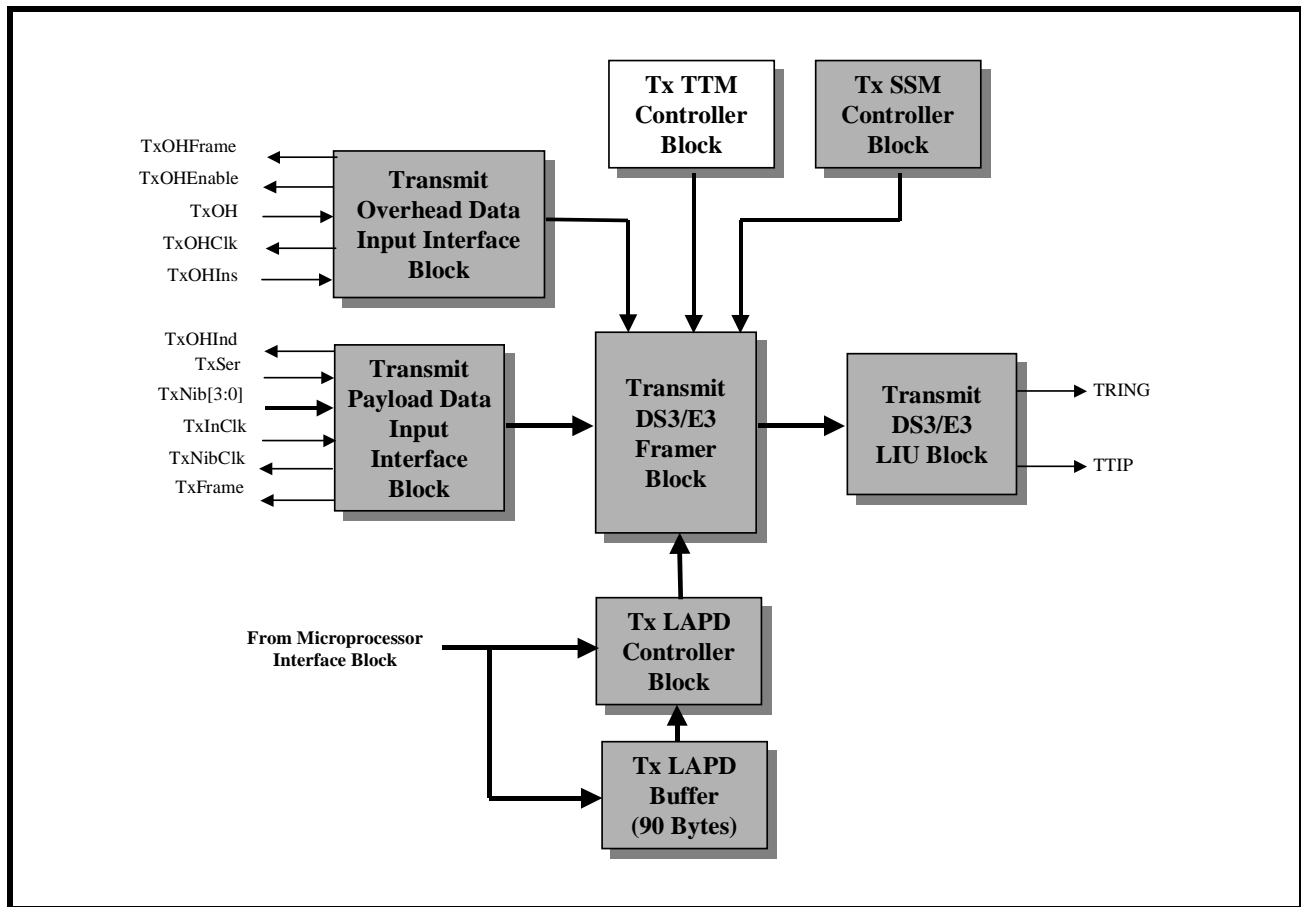 Tx TTM
Controller
Block
Tx SSM
Controller
Block
TxOHFrame
TxOHEnable
TxOH
TxOHClk
TxOHIns
Transmit
Overhead Data
Input Interface
Block
TxOHInd
TxSer
TxNib[3:0]
TxInClk
TxNibClk
TxFrame
Transmit
Payload Data
Input
Interface
Block
Transmit
DS3/E3
Framer
Block
Transmit
DS3/E3
LIU Block
TRING
TTIP
From Microprocessor
Interface Block
Tx LAPD
Controller
Block
Tx LAPD
Buffer
(90 Bytes)